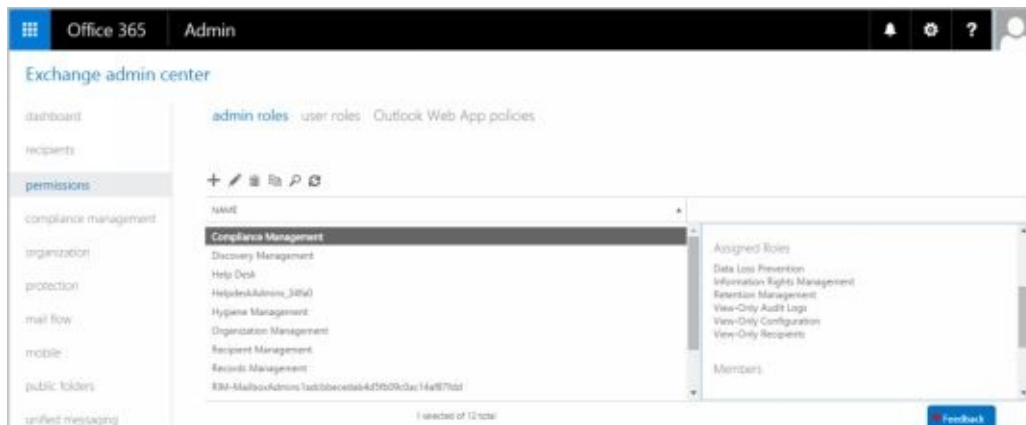 Office 365 Admin ?
Exchange admin center
dashboard
recipients
permissions
compliance management
organization
protection
mail flow
mobile
public folders
unified messaging
admin roles user roles Outlook Web App policies
NAME
Compliance Management
Discovery Management
Help Desk
Hygiene Management
Organization Management
Recipient Management
Records Management
1 selected of 12 total
Assigned Roles
Data Loss Prevention
Information Rights Management
Retention Management
View-Only Audit Logs
View-Only Configuration
View-Only Recipients
Members
Feedback